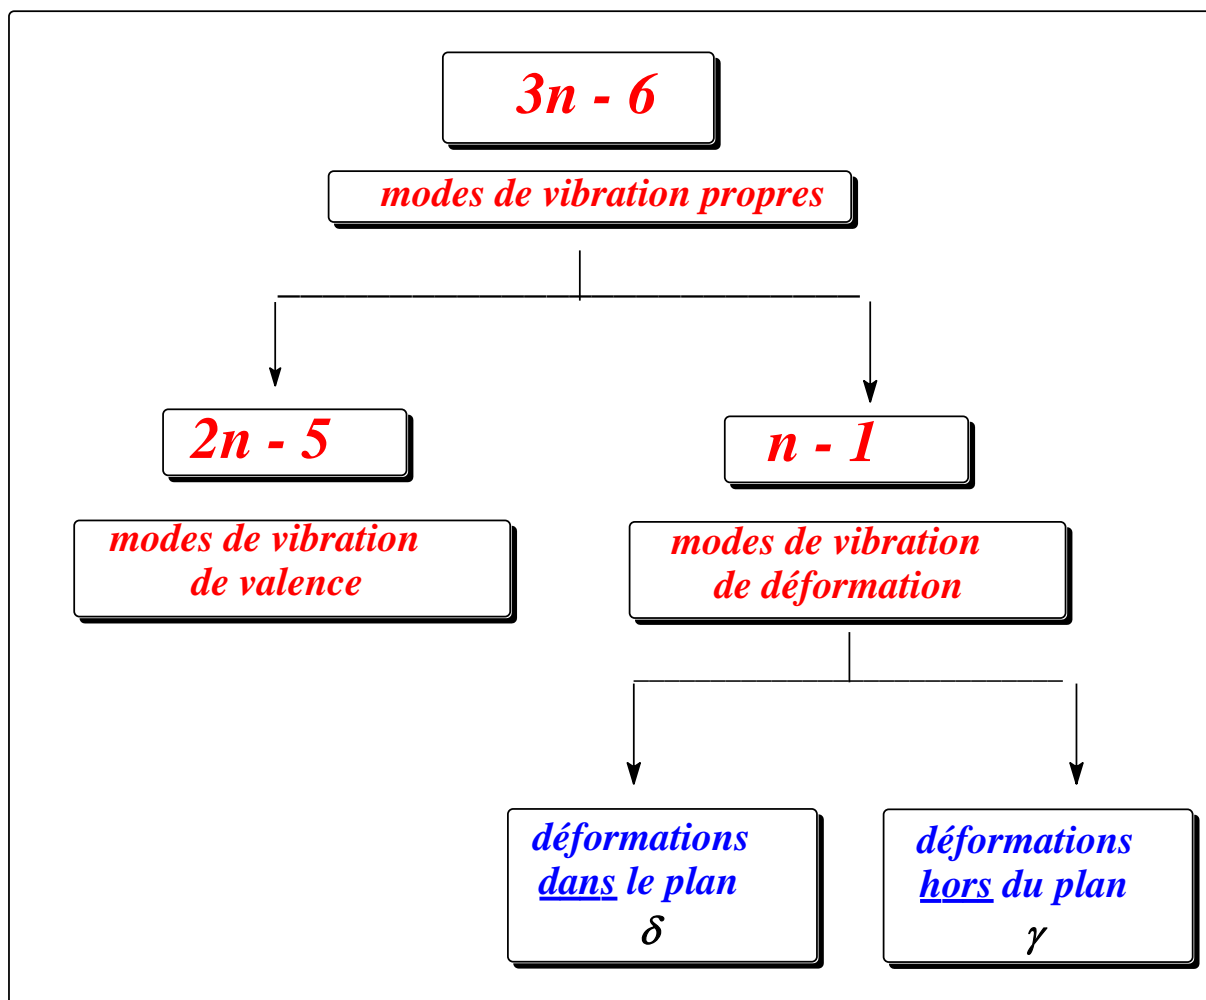 3n - 6
modes de vibration propres
2n - 5
n - 1
modes de vibration
de valence
modes de vibration
de déformation
déformations
dans le plan
δ
déformations
hors du plan
γ